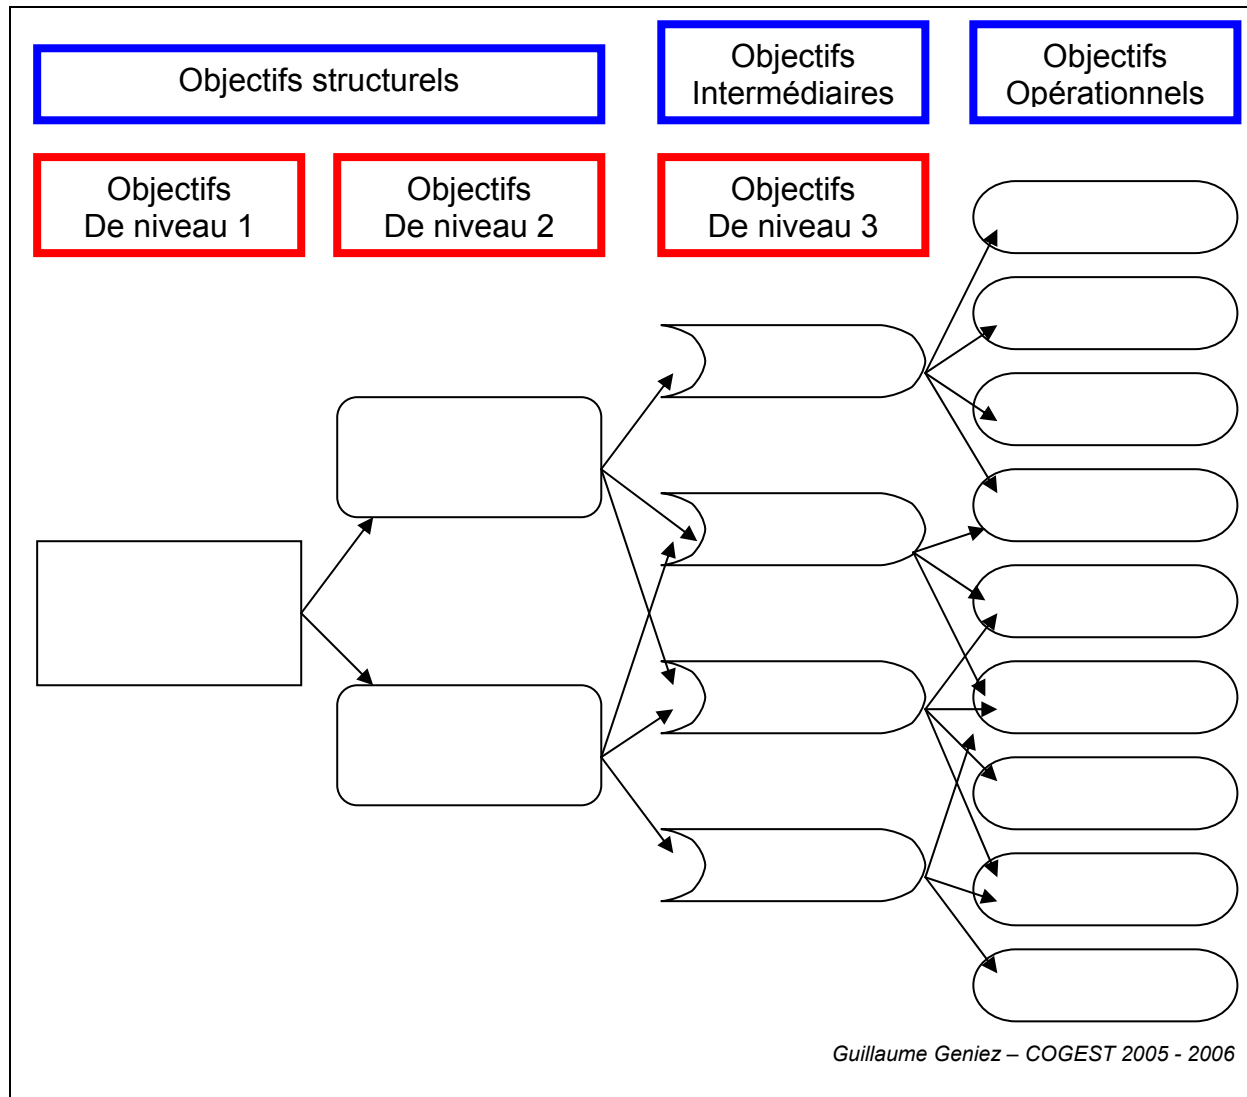 Objectifs structurels
Objectifs
Intermédiaires
Objectifs
Opérationnels
Objectifs
De niveau 1
Objectifs
De niveau 2
Objectifs
De niveau 3
Guillaume Geniez – COGEST 2005 - 2006